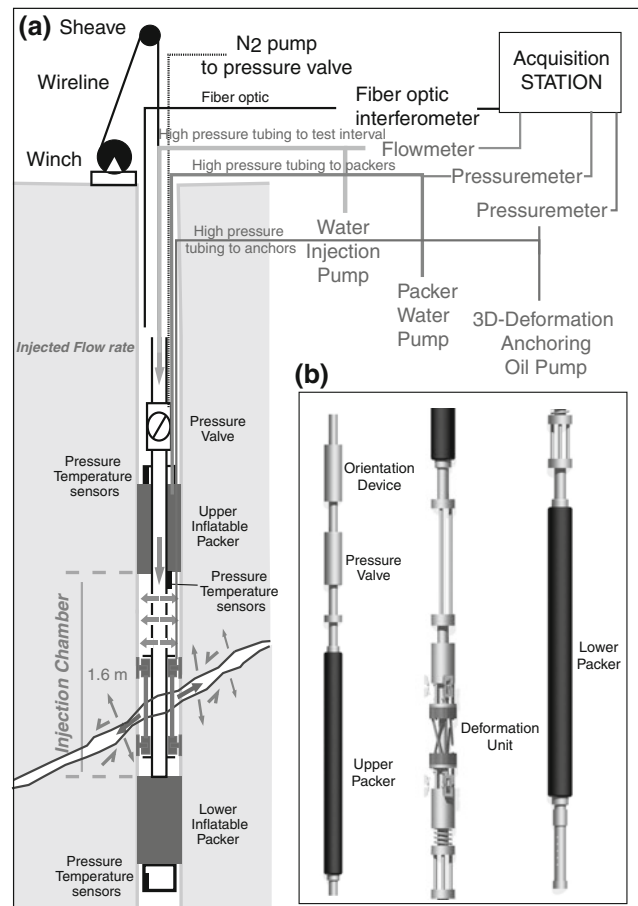 (a)
Sheave
N2 pump
to pressure valve
Acquisition
STATION
Wireline
Fiber optic
Fiber optic
interferometer
High pressure tubing to test interval
Flowmeter
Winch
High pressure tubing to packers
Pressuremeter
Pressuremeter
High pressure
tubing to anchors
Water
Injection
Pump
Packer
Water
Pump
3D-Deformation
Anchoring
Oil Pump
Injected Flow rate
Pressure
Valve
Pressure
Temperature
sensors
Upper
Inflatable
Packer
Pressure
Temperature
sensors
Injection Chamber
1.6 m
Lower
Inflatable
Packer
Pressure
Temperature
sensors
(b)
Orientation
Device
Pressure
Valve
Upper
Packer
Deformation
Unit
Lower
Packer